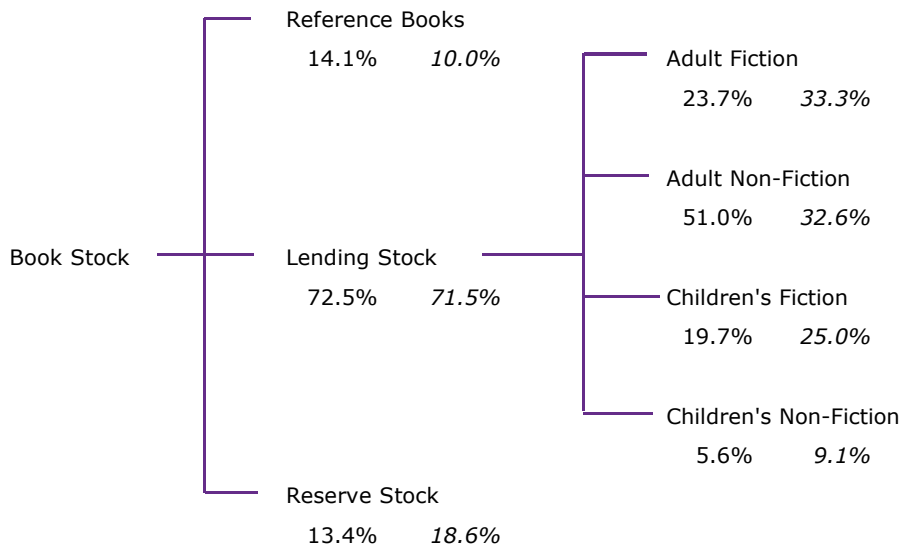 Reference Books
14.1% 10.0%
Adult Fiction
23.7% 33.3%
Adult Non-Fiction
51.0% 32.6%
Book Stock
Lending Stock
72.5% 71.5%
Children's Fiction
19.7% 25.0%
Children's Non-Fiction
5.6% 9.1%
Reserve Stock
13.4% 18.6%